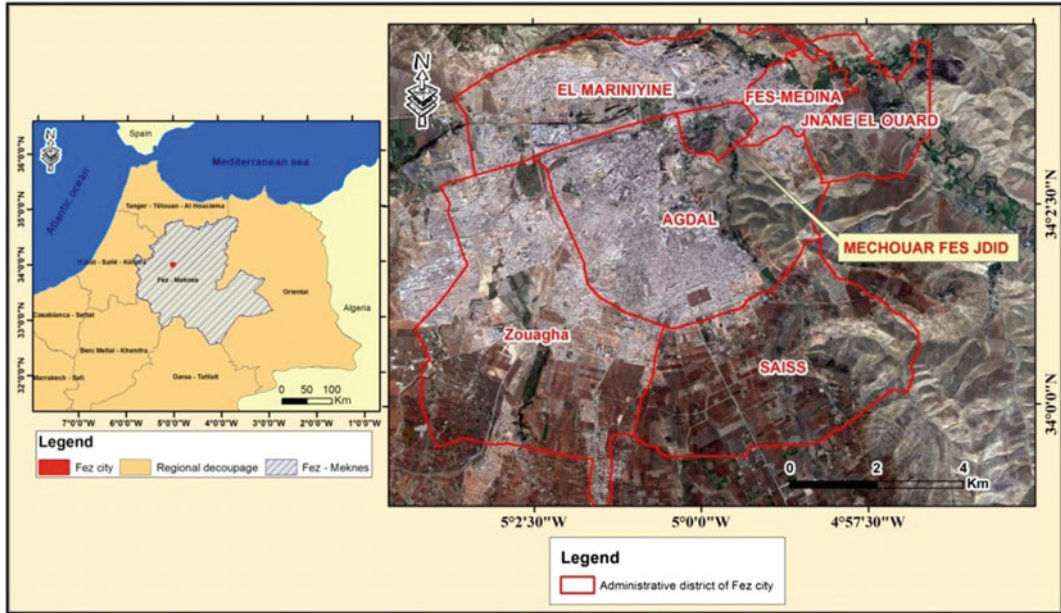 N
Spain
Mediterranean sea
Atlantic ocean
Tanger - Tétouan - Al Houciema
Rabat - Sallé - Kénitra
Fez - Meknes
Oriental
Algeria
Casablanca - Settat
Beni Mellal - Khenifra
Marrakech - Safi
Daraa - Tafilalt
36°0'0"N
35°0'0"N
34°0'0"N
33°0'0"N
32°0'0"N
0 50 100
Km
7°0'0"W 6°0'0"W 5°0'0"W 4°0'0"W 3°0'0"W 2°0'0"W 1°0'0"W
Legend
Fez city
Regional decoupage
Fez - Meknes
N
EL MARINIYINE
FES-MEDINA
JNANE EL OUARD
AGDAL
MECHOUAR FES JDID
Zouagha
SAISS
0 2 4
Km
34°2'30"N
34°0'0"N
5°2'30"W 5°0'0"W 4°57'30"W
Legend
Administrative district of Fez city